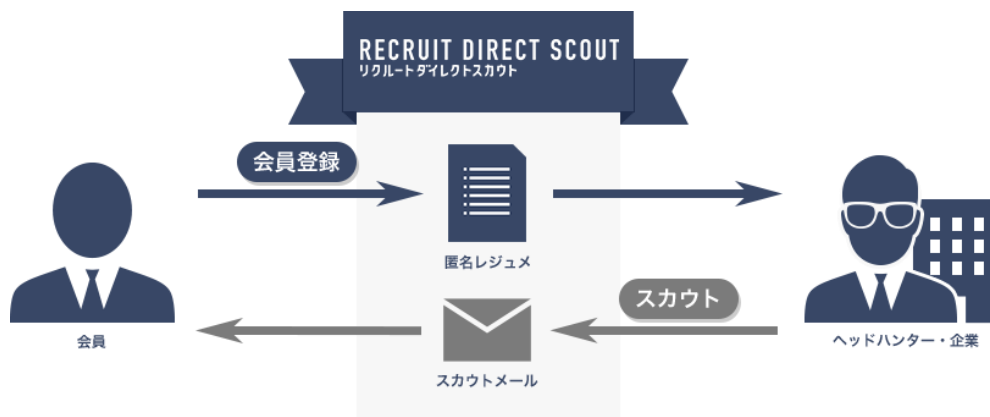 RECRUIT DIRECT SCOUT
リクルートダイレクトスカウト
会員登録
匿名レジュメ
スカウト
会員
ヘッドハンター・企業
スカウトメール